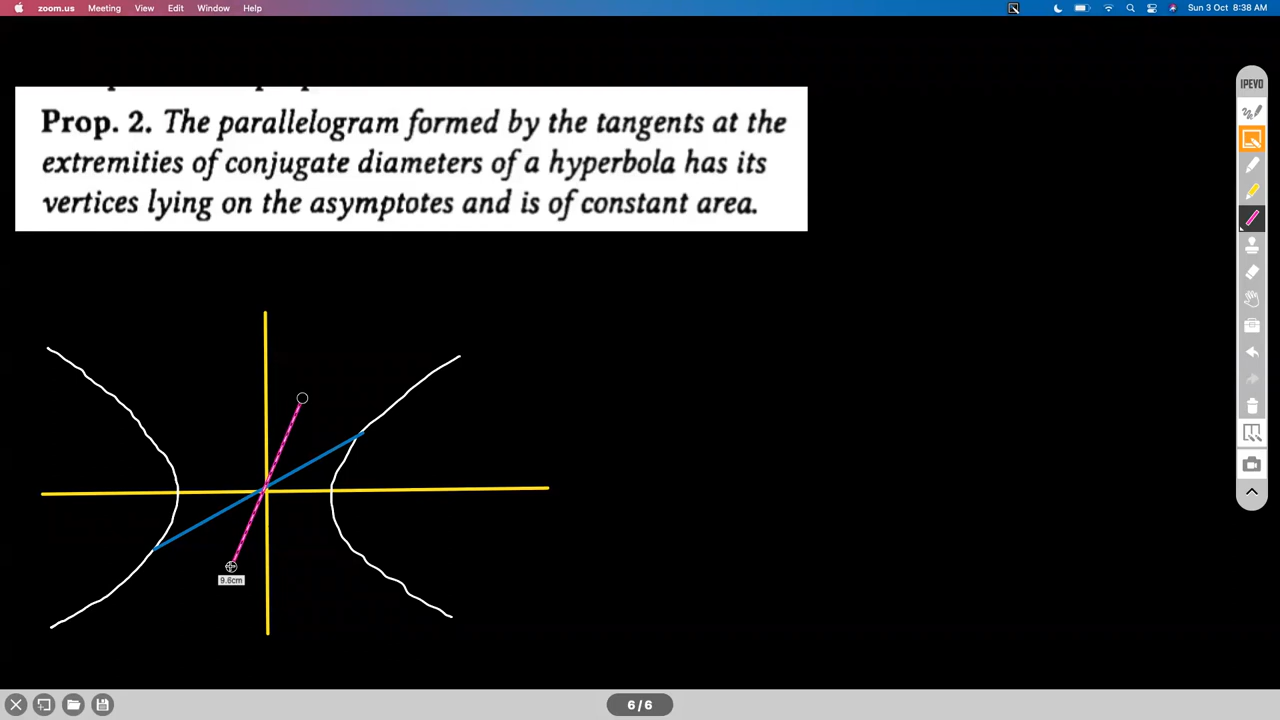 zoom.us Meeting View Edit Window Help Sun 3 Oct 8:38 AM
IPEVO
Prop. 2. The parallelogram formed by the tangents at the
extremities of conjugate diameters of a hyperbola has its
vertices lying on the asymptotes and is of constant area.
9.6cm
6 / 6